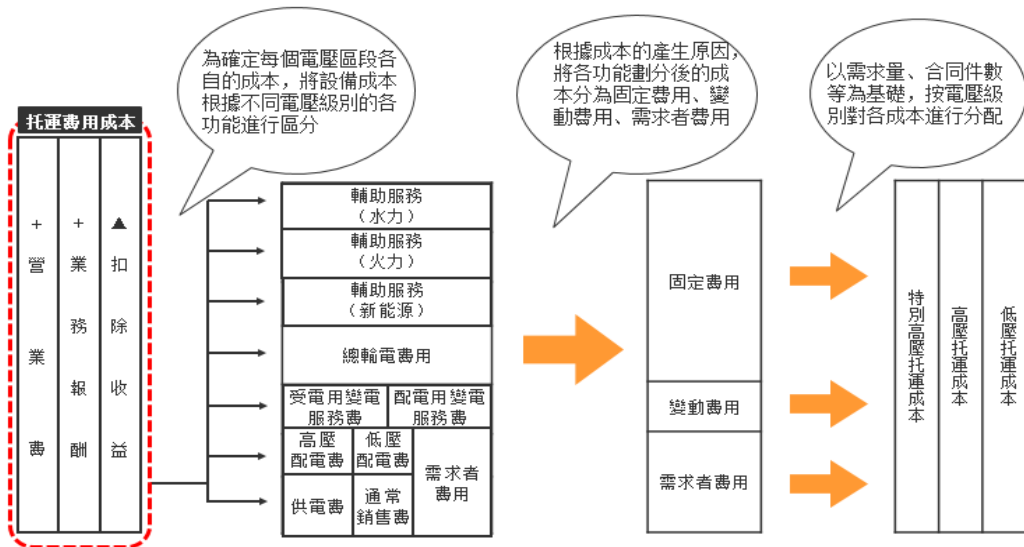 為確定每個電壓區段各
自的成本，將設備成本
根據不同電壓級別的各
功能進行區分
根據成本的產生原因，
將各功能劃分後的成
本分為固定費用、變
動費用、需求者費用
以需求量、合同件數
等為基礎，按電壓級
別對各成本進行分配
托運費用成本
+營業費
+業務報酬
▲扣除收益
輔助服務
（水力）
輔助服務
（火力）
輔助服務
（新能源）
總輸電費用
受電用變電
服務費
配電用變電
服務費
高壓
配電費
低壓
配電費
需求者
費用
供電費
通常
銷售費
固定費用
變動費用
需求者費用
特別高壓托運成本
高壓托運成本
低壓托運成本